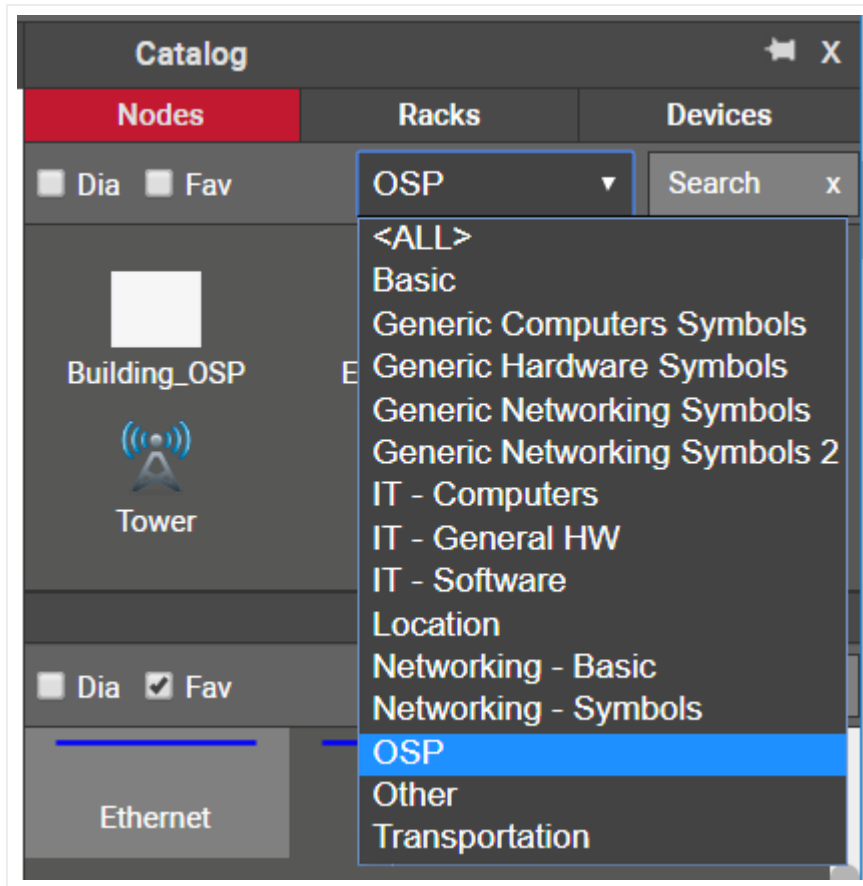 Catalog X
Nodes Racks Devices
Dia Fav OSP Search x
<ALL>
Basic
Generic Computers Symbols
Building_OSP E Generic Hardware Symbols
Generic Networking Symbols
Generic Networking Symbols 2
IT - Computers
Tower
IT - General HW
IT - Software
Location
Networking - Basic
Dia Fav
Networking - Symbols
OSP
Other
Ethernet
Transportation